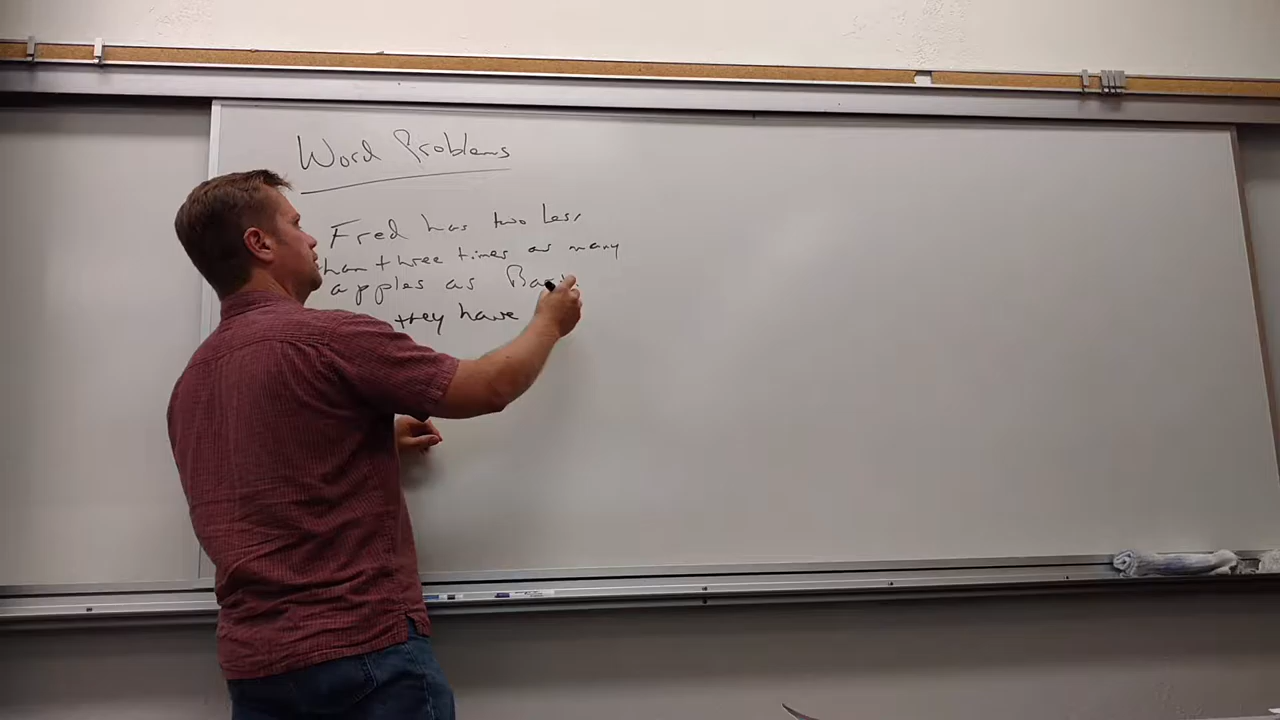 Word Problems
Fred has two less
than three times as many
apples as
they have